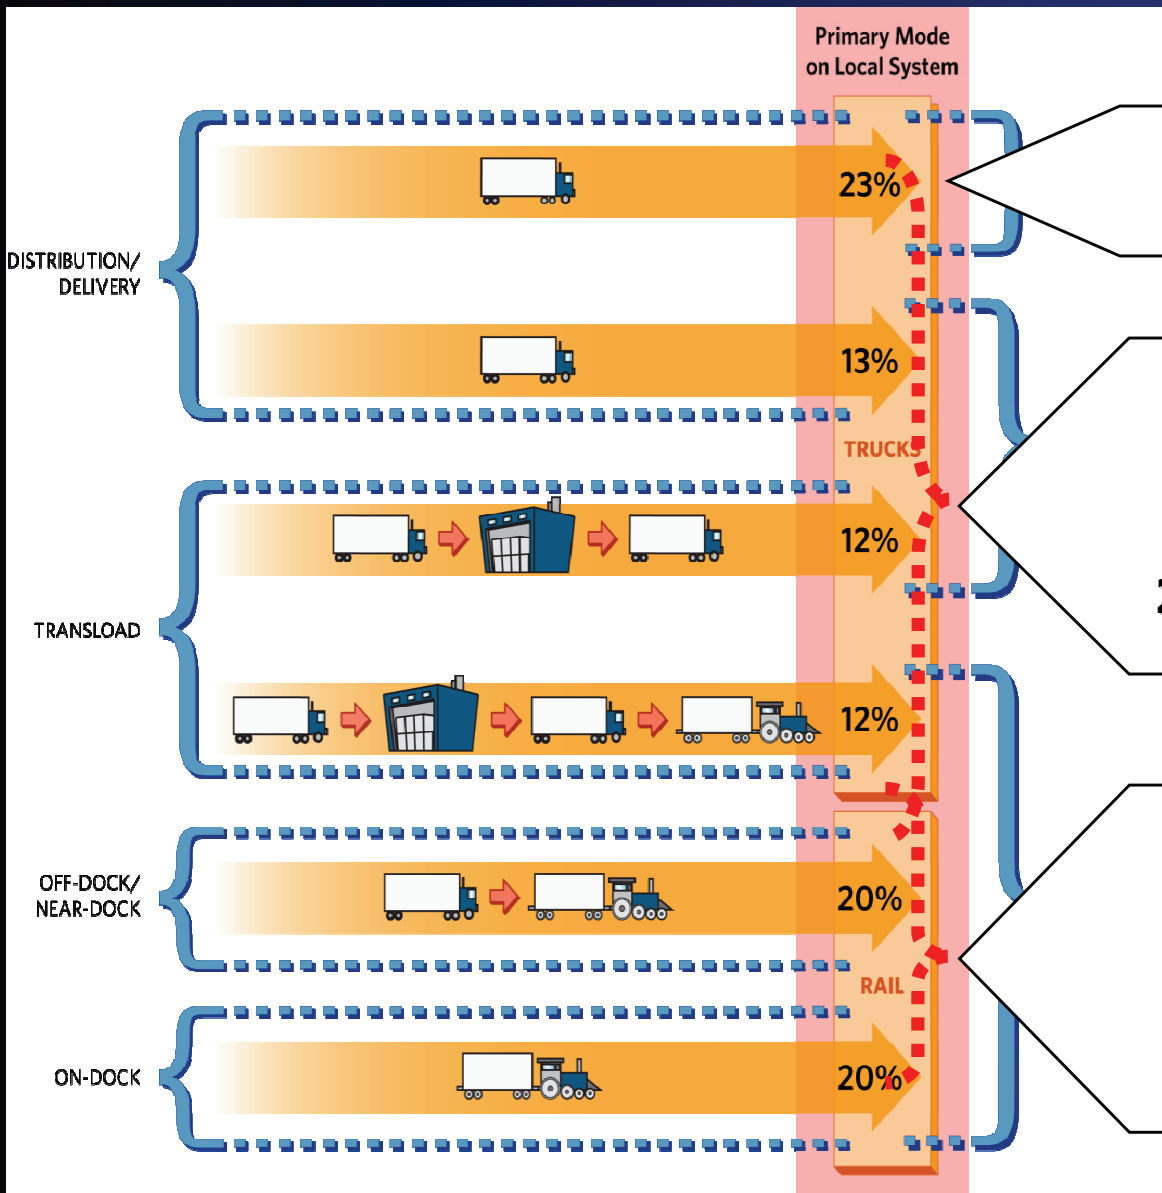 Primary Mode
on Local System
23%
DISTRIBUTION/
DELIVERY
13%
TRUCKS
12%
TRANSLOAD
12%
OFF-DOCK/
NEAR-DOCK
20%
RAIL
ON-DOCK
20%